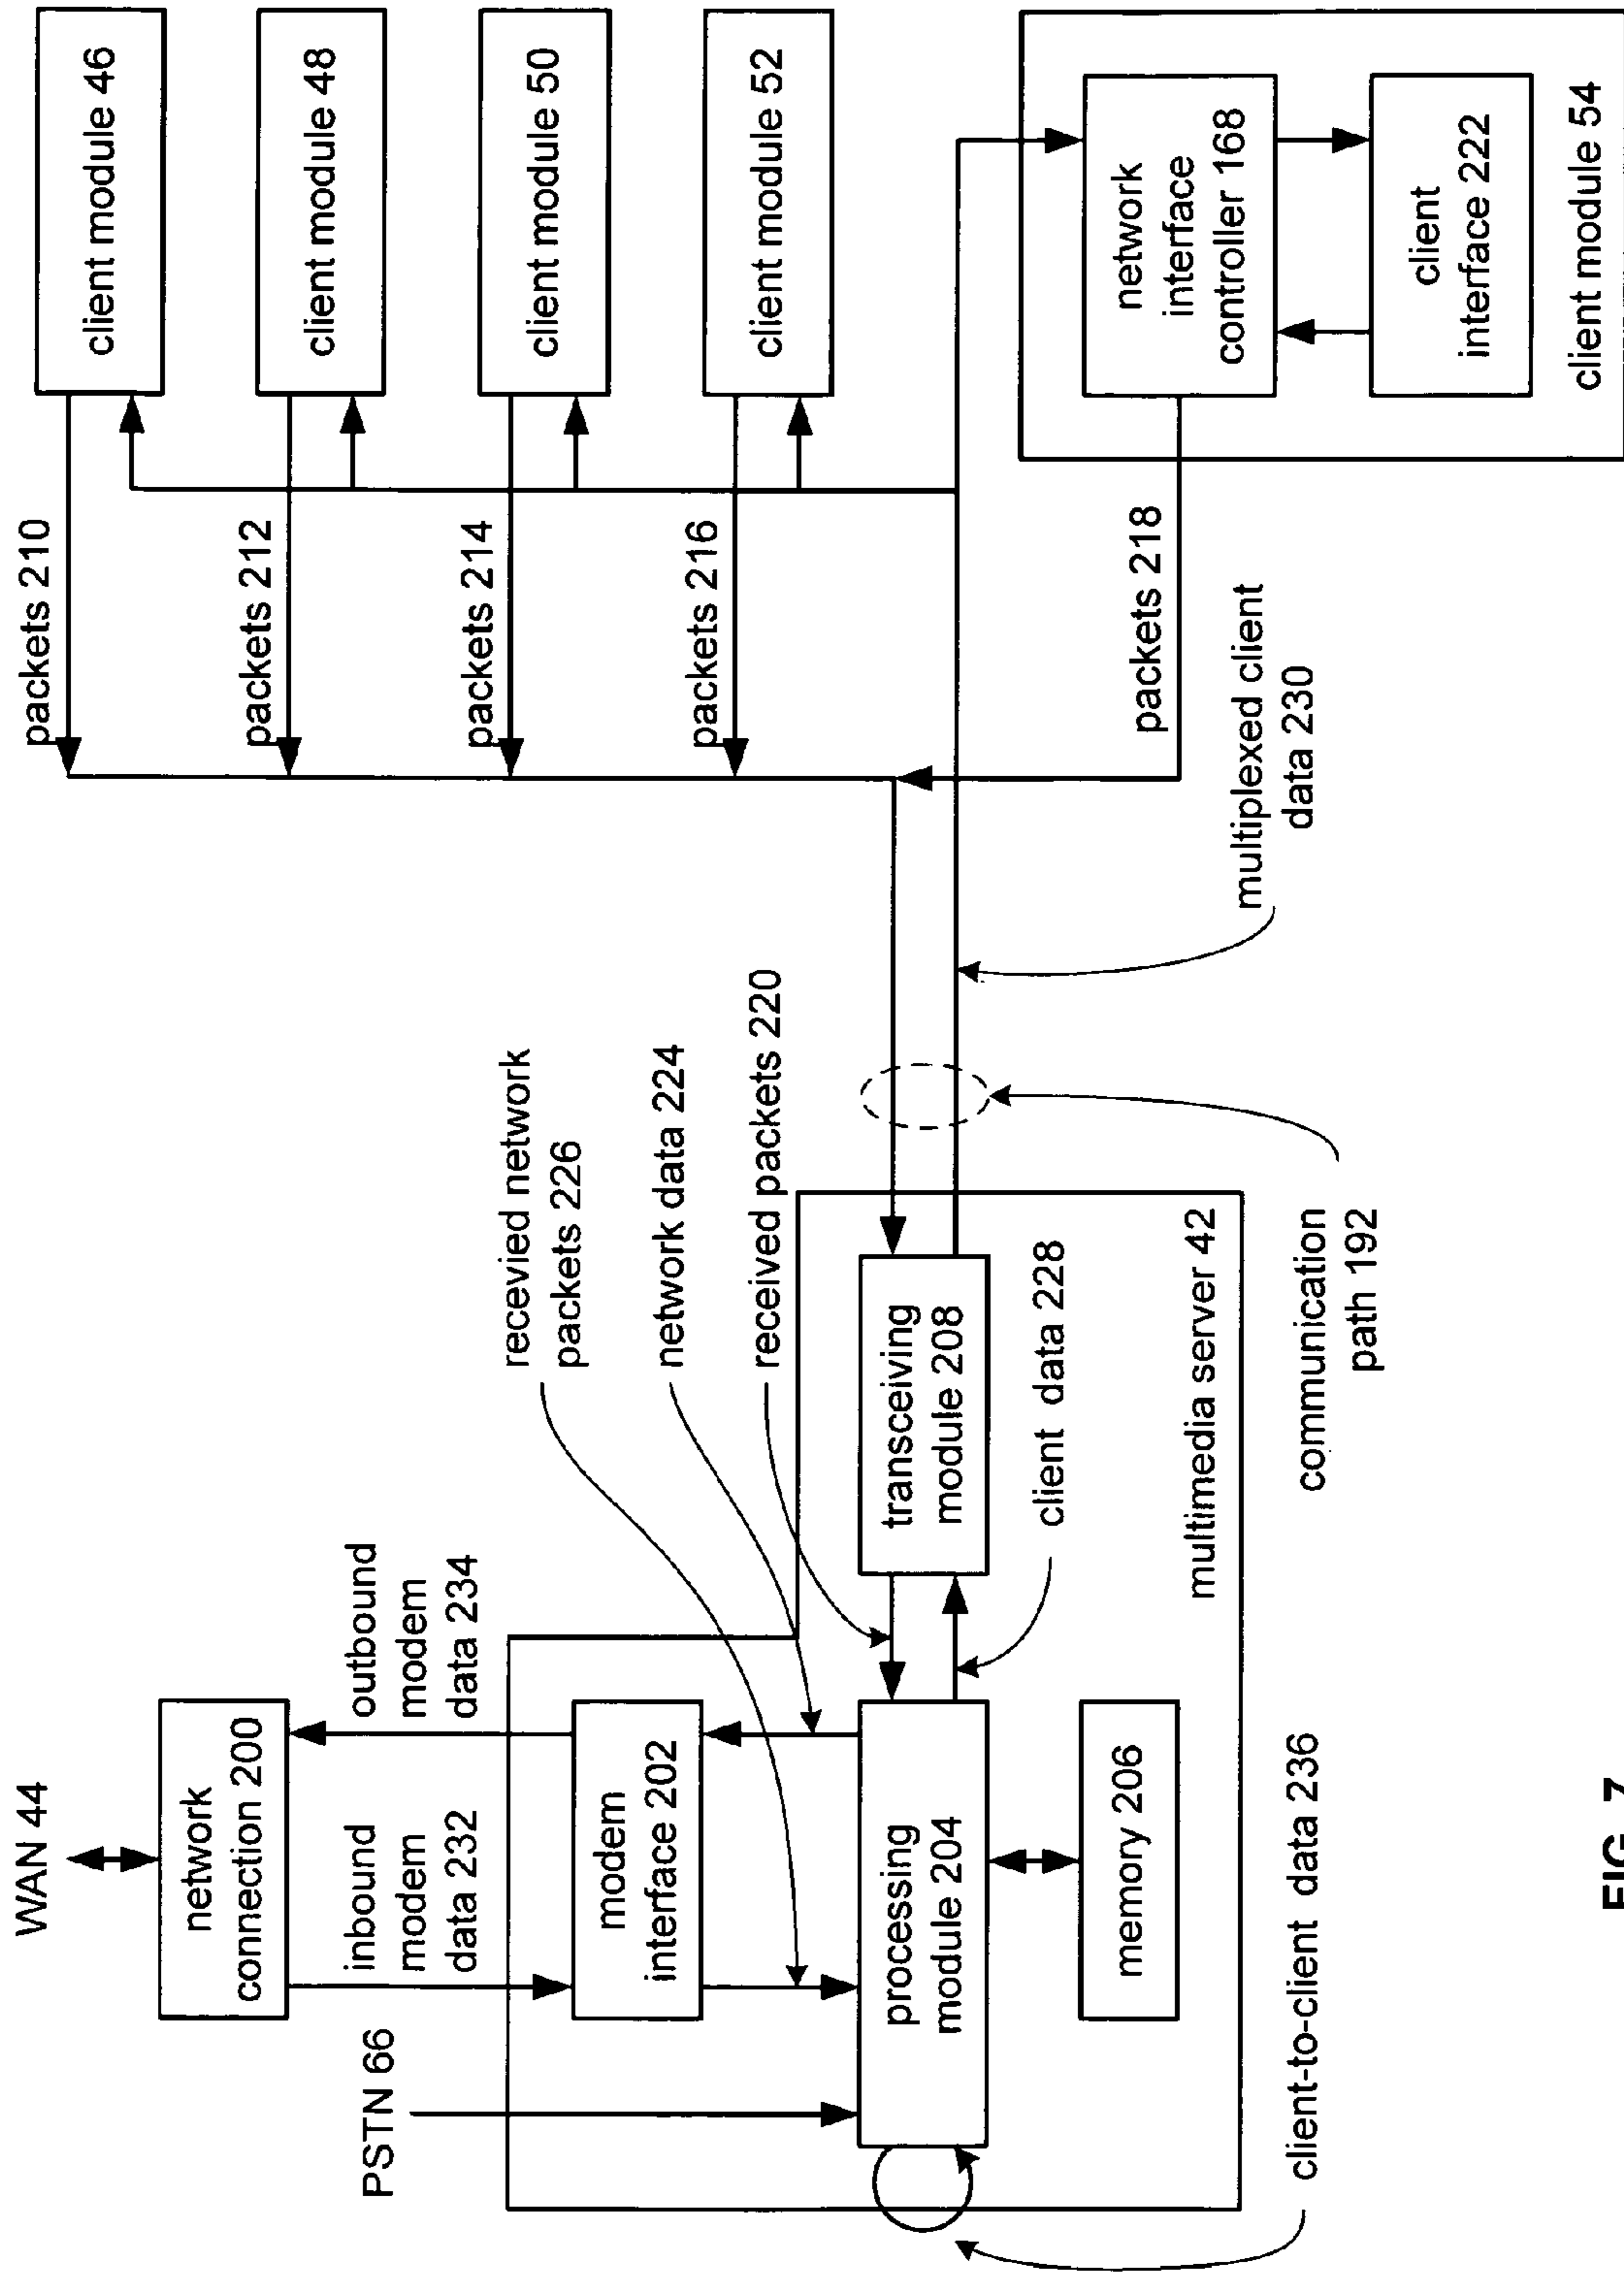 WAN 44
network
connection 200
inbound
modem
data 232
outbound
modem
data 234
PSTN 66
modem
interface 202
processing
module 204
memory 206
client-to-client data 236
recevied network
packets 226
network data 224
received packets 220
transceiving
module 208
client data 228
multimedia server 42
communication
path 192
multiplexed client
data 230
packets 210
packets 212
packets 214
packets 216
packets 218
client module 46
client module 48
client module 50
client module 52
network
interface
controller 168
client
interface 222
client module 54
FIG. 7